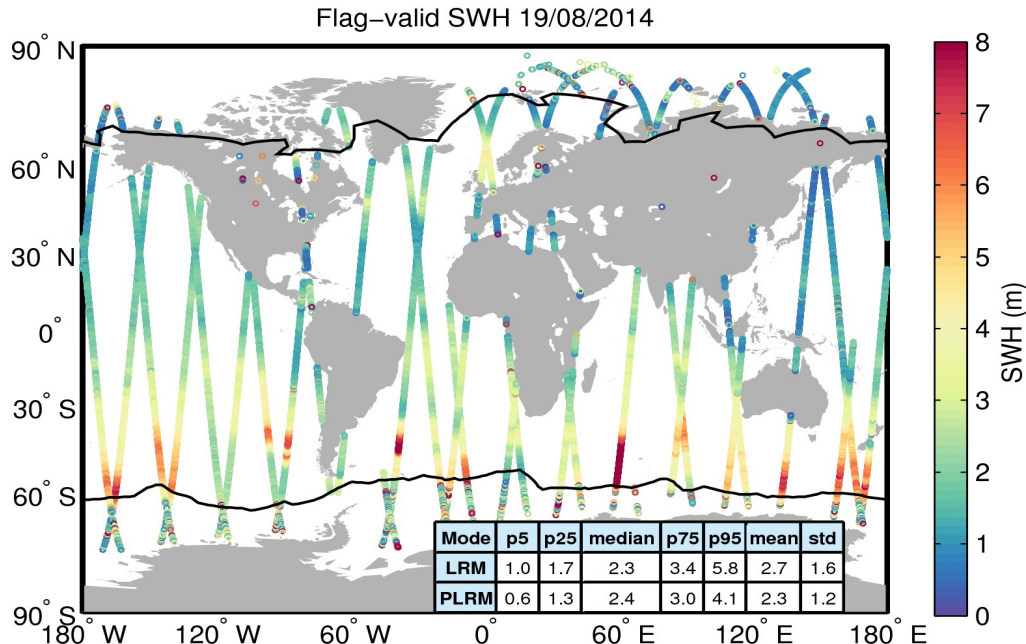 Flag−valid SWH 19/08/2014
90° N
60° N
30° N
0°
30° S
60° S
90° S
180° W
120° W
60° W
0°
60° E
120° E
180° E
Mode p5 p25 median p75 p95 mean std
LRM 1.0 1.7 2.3 3.4 5.8 2.7 1.6
PLRM 0.6 1.3 2.4 3.0 4.1 2.3 1.2
8
7
6
5
4
3
2
1
0
SWH (m)